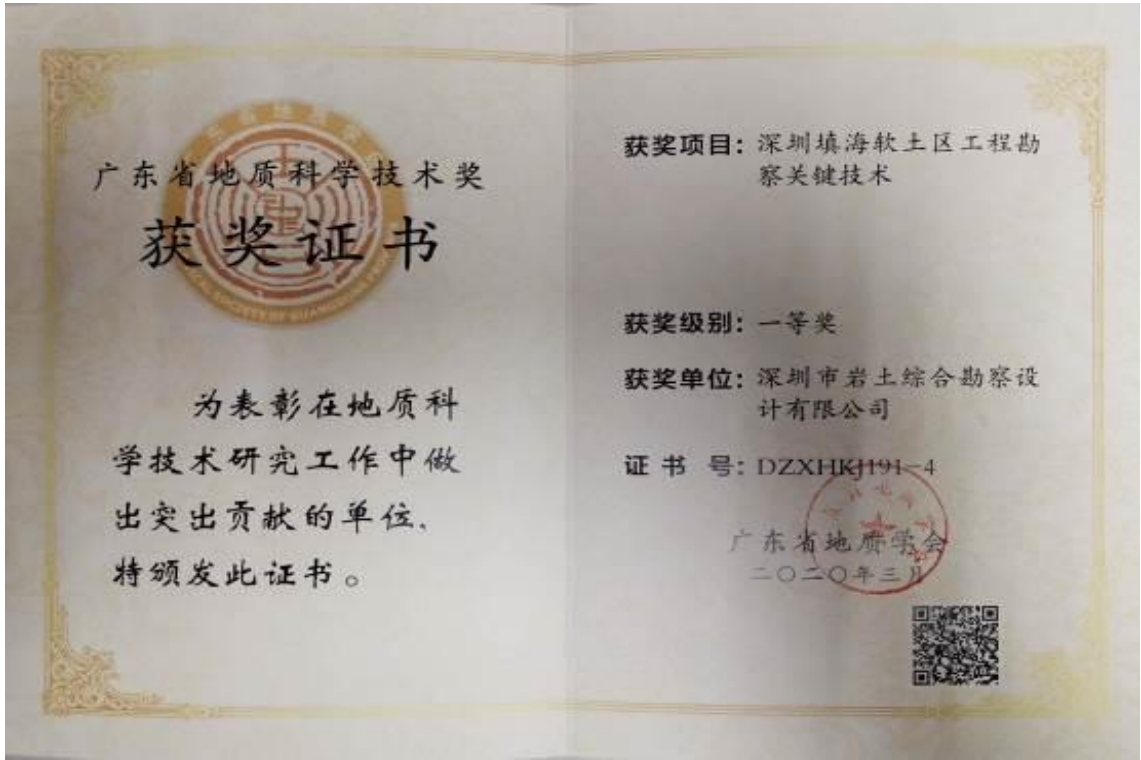 广东省地质科学技术奖
获奖证书
为表彰在地质科
学技术研究工作中做
出突出贡献的单位,
特颁发此证书。
获奖项目：深圳填海软土区工程勘
察关键技术
获奖级别：一等奖
获奖单位：深圳市岩土综合勘察设
计有限公司
证书号：DZXHKJ191-4
广东省地质学会
二〇二〇年三月